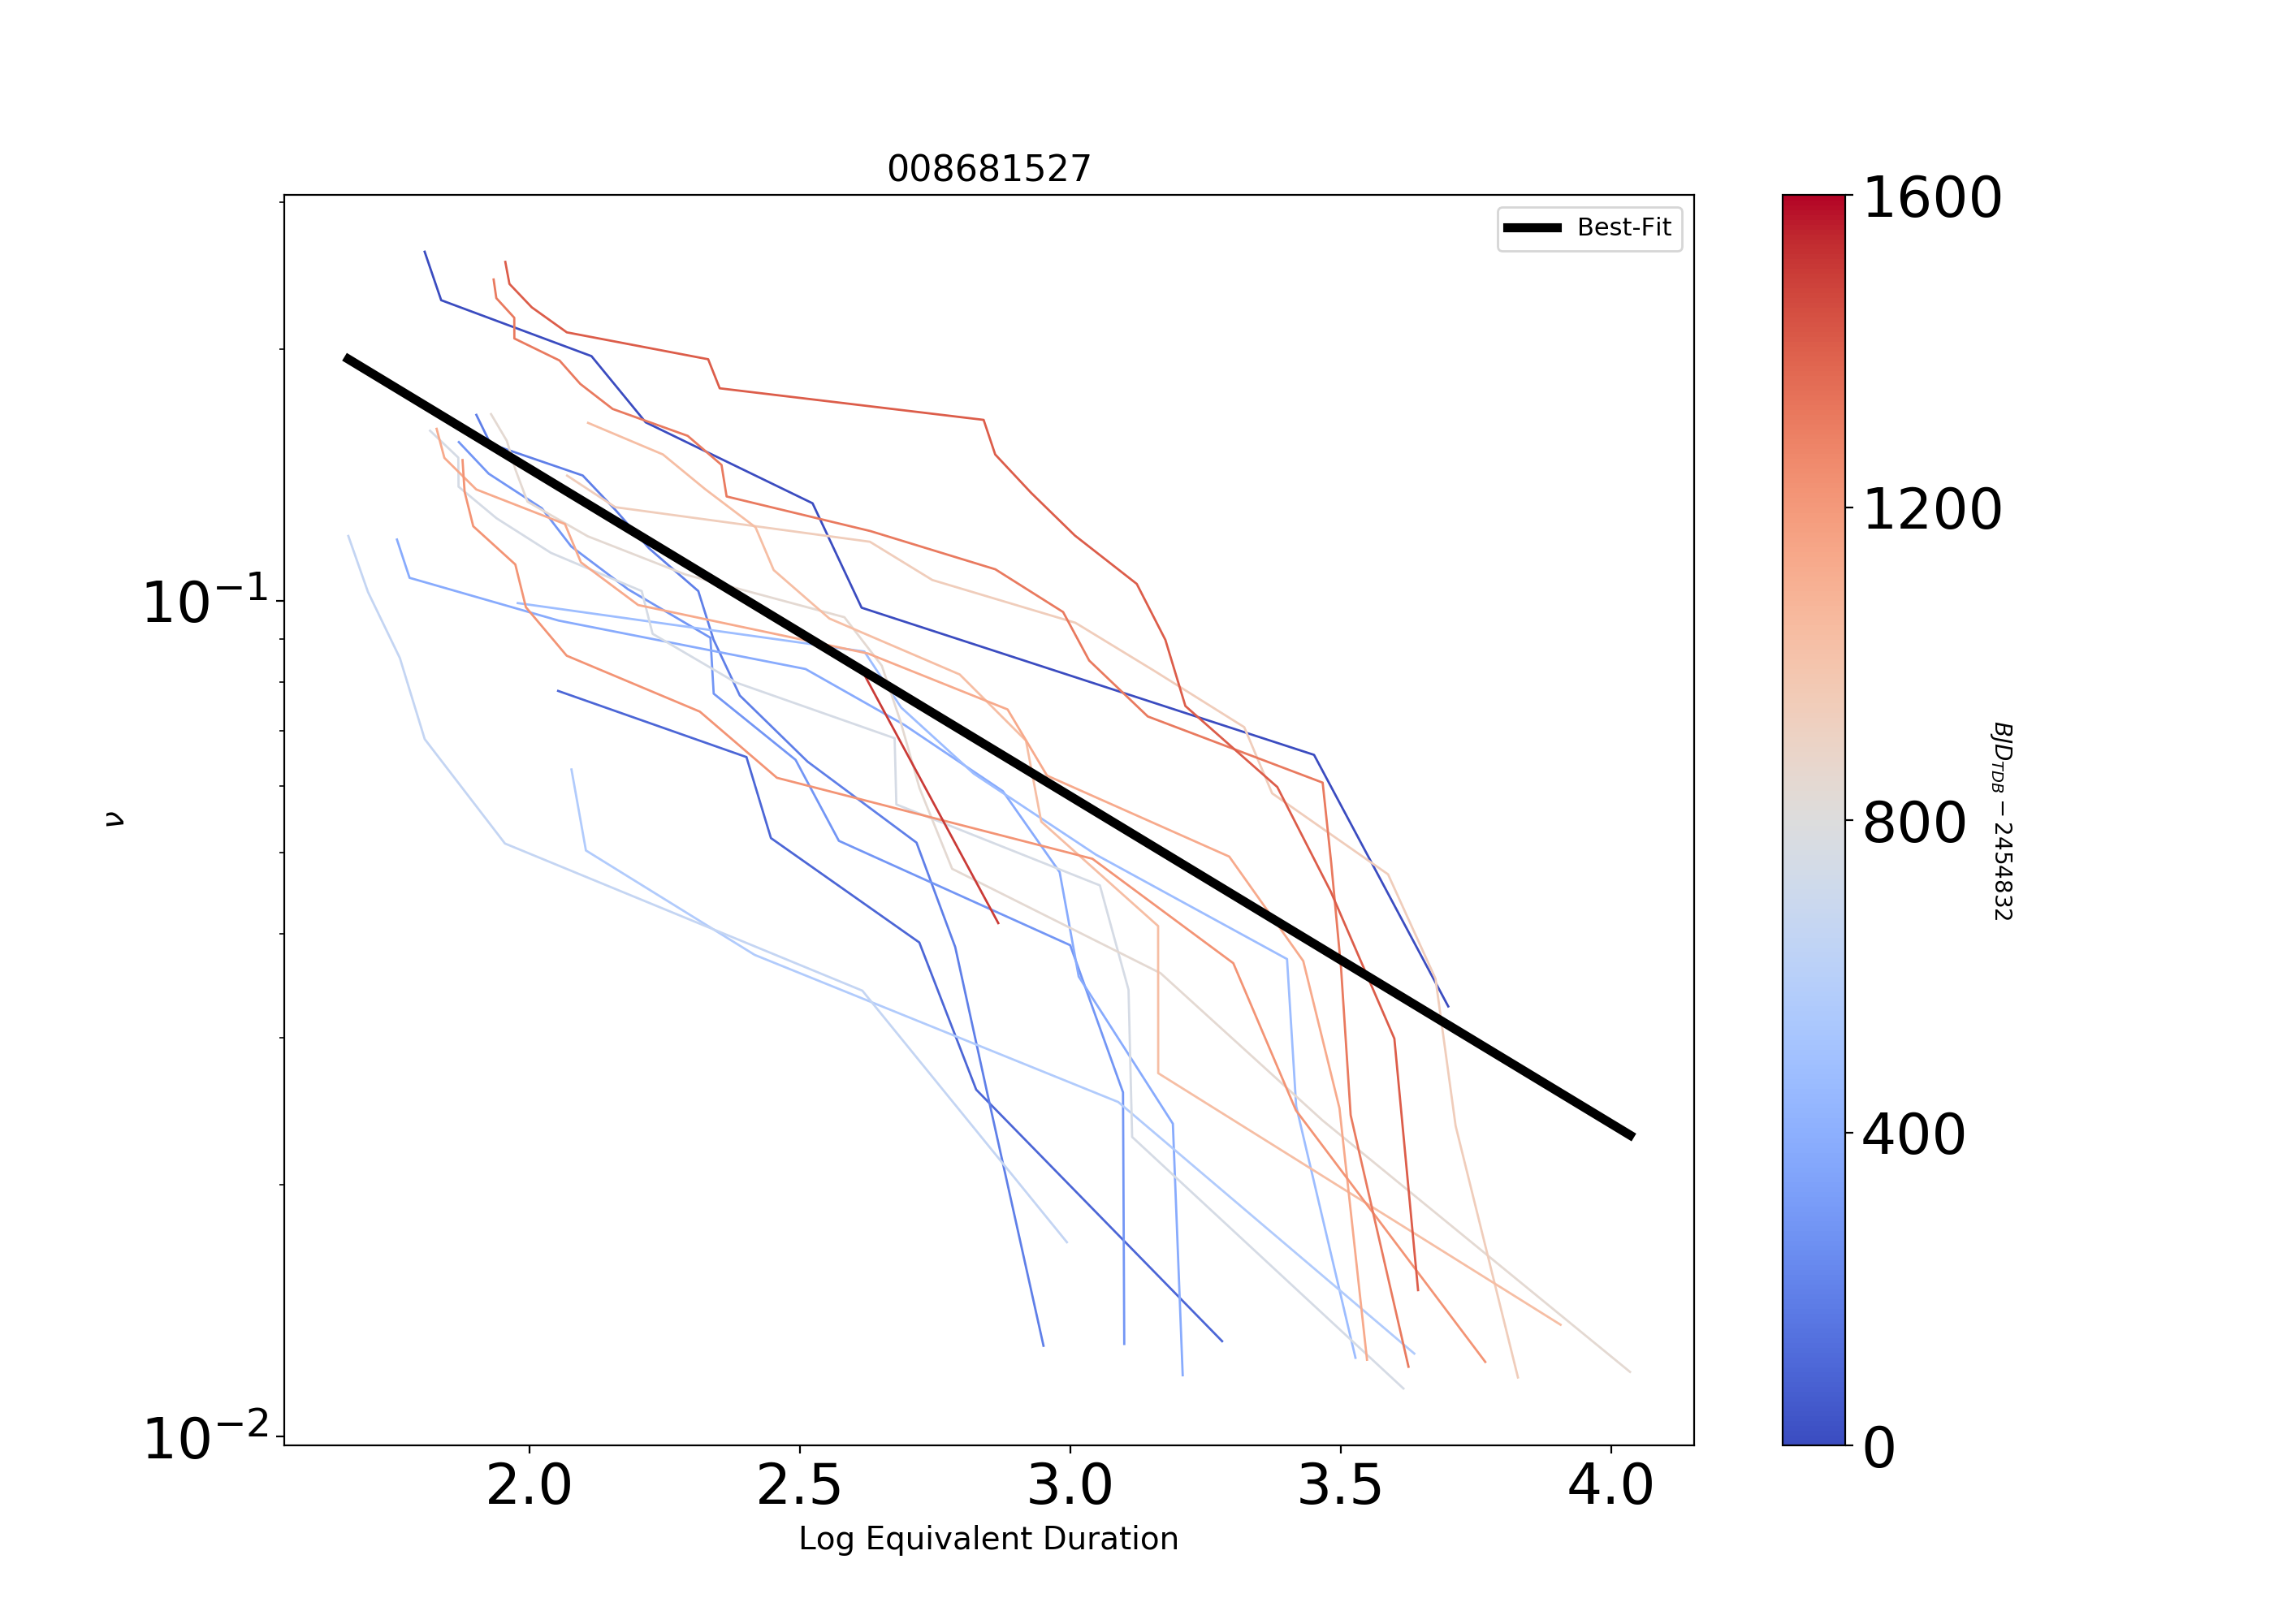 008681527
Best-Fit
10⁻¹
10⁻²
ν
2.0 2.5 3.0 3.5 4.0
Log Equivalent Duration
1600
1200
800
400
0
BJD_TDB − 2454832